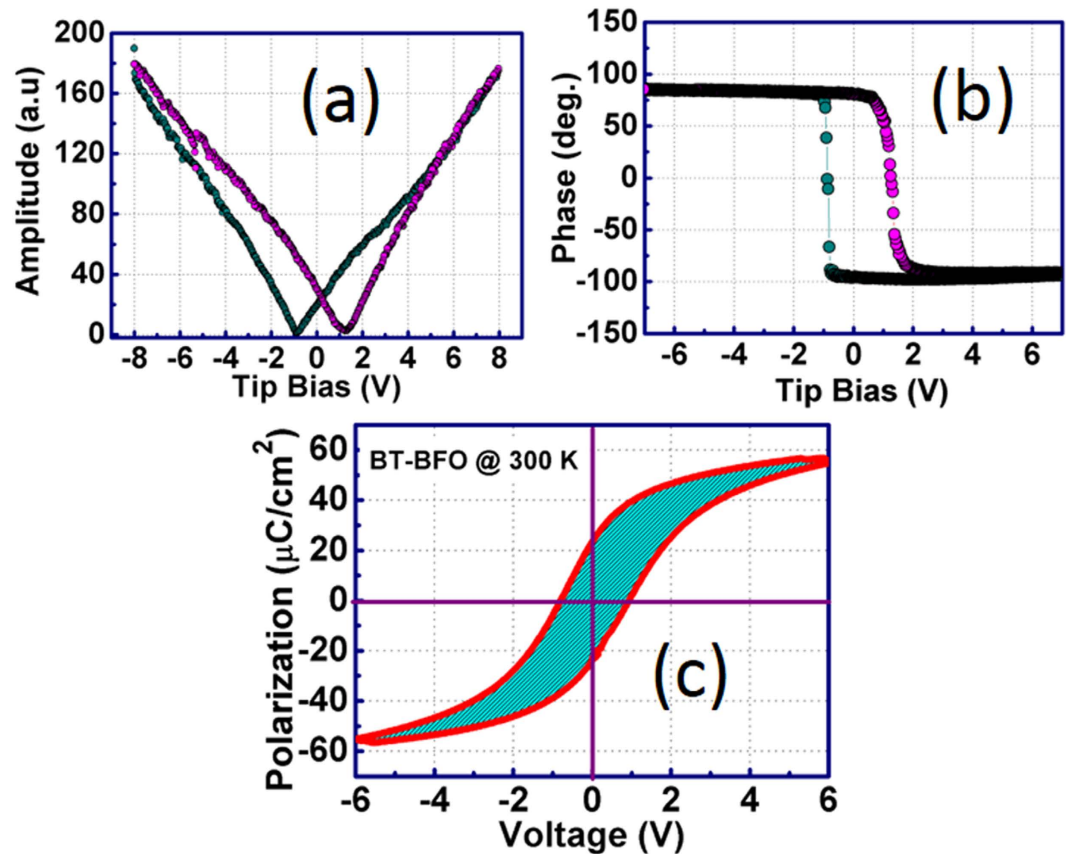 (a)
Amplitude (a.u)
200
160
120
80
40
0
-8 -6 -4 -2 0 2 4 6 8
Tip Bias (V)
(b)
Phase (deg.)
150
100
50
0
-50
-100
-150
-6 -4 -2 0 2 4 6
Tip Bias (V)
BT-BFO @ 300 K
(c)
Polarization (μC/cm²)
60
40
20
0
-20
-40
-60
-6 -4 -2 0 2 4 6
Voltage (V)